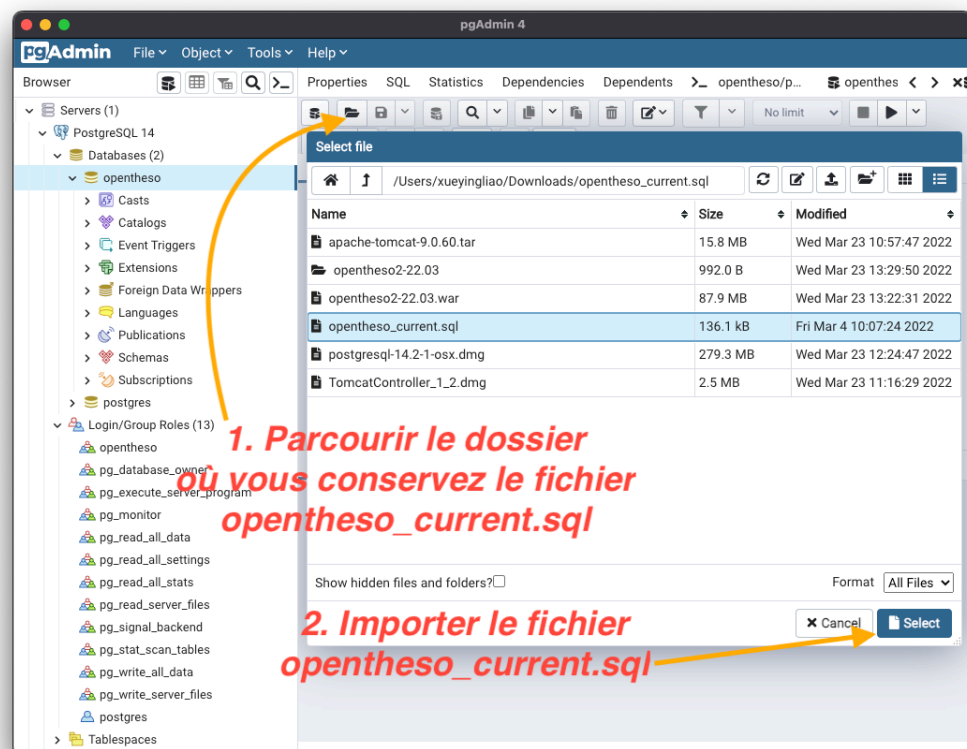 pgAdmin 4
pgAdmin File Object Tools Help
Browser
Properties SQL Statistics Dependencies Dependents opentheso/p... openthes
Servers (1)
PostgreSQL 14
Databases (2)
opentheso
Casts
Catalogs
Event Triggers
Extensions
Foreign Data Wrappers
Languages
Publications
Schemas
Subscriptions
postgres
Login/Group Roles (13)
opentheso
pg_database_owner
pg_execute_server_program
pg_monitor
pg_read_all_data
pg_read_all_settings
pg_read_all_stats
pg_read_server_files
pg_signal_backend
pg_stat_scan_tables
pg_write_all_data
pg_write_server_files
postgres
Tablespaces
No limit
Select file
/Users/xueyingliao/Downloads/opentheso_current.sql
Name Size Modified
apache-tomcat-9.0.60.tar 15.8 MB Wed Mar 23 10:57:47 2022
opentheso2-22.03 992.0 B Wed Mar 23 13:29:50 2022
opentheso2-22.03.war 87.9 MB Wed Mar 23 13:22:31 2022
opentheso_current.sql 136.1 kB Fri Mar 4 10:07:24 2022
postgresql-14.2-1-osx.dmg 279.3 MB Wed Mar 23 12:24:47 2022
TomcatController_1_2.dmg 2.5 MB Wed Mar 23 11:16:29 2022
1. Parcourir le dossier
où vous conservez le fichier
opentheso_current.sql
Show hidden files and folders? Format All Files
2. Importer le fichier
opentheso_current.sql
Cancel Select